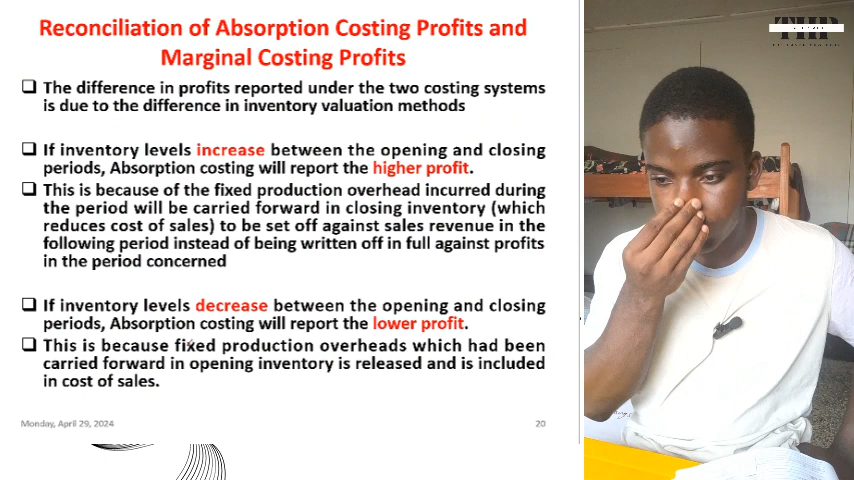 Reconciliation of Absorption Costing Profits and
Marginal Costing Profits
The difference in profits reported under the two costing systems
is due to the difference in inventory valuation methods
If inventory levels increase between the opening and closing
periods, Absorption costing will report the higher profit.
This is because of the fixed production overhead incurred during
the period will be carried forward in closing inventory (which
reduces cost of sales) to be set off against sales revenue in the
following period instead of being written off in full against profits
in the period concerned
If inventory levels decrease between the opening and closing
periods, Absorption costing will report the lower profit.
This is because fixed production overheads which had been
carried forward in opening inventory is released and is included
in cost of sales.
Monday, April 29, 2024
20
THP